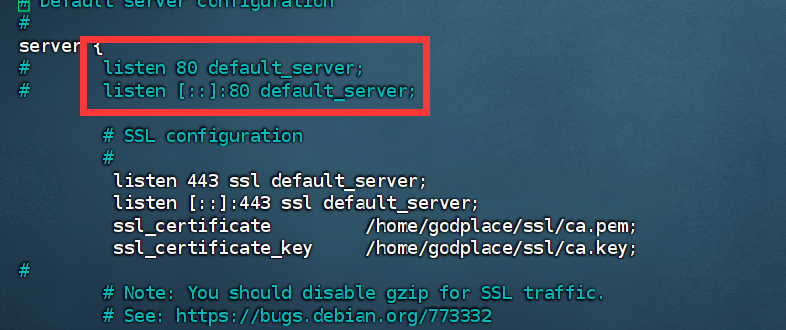 # Default server configuration
#
server {
#       listen 80 default_server;
#       listen [::]:80 default_server;
        # SSL configuration
        #
         listen 443 ssl default_server;
         listen [::]:443 ssl default_server;
         ssl_certificate         /home/godplace/ssl/ca.pem;
         ssl_certificate_key     /home/godplace/ssl/ca.key;
#
        # Note: You should disable gzip for SSL traffic.
        # See: https://bugs.debian.org/773332